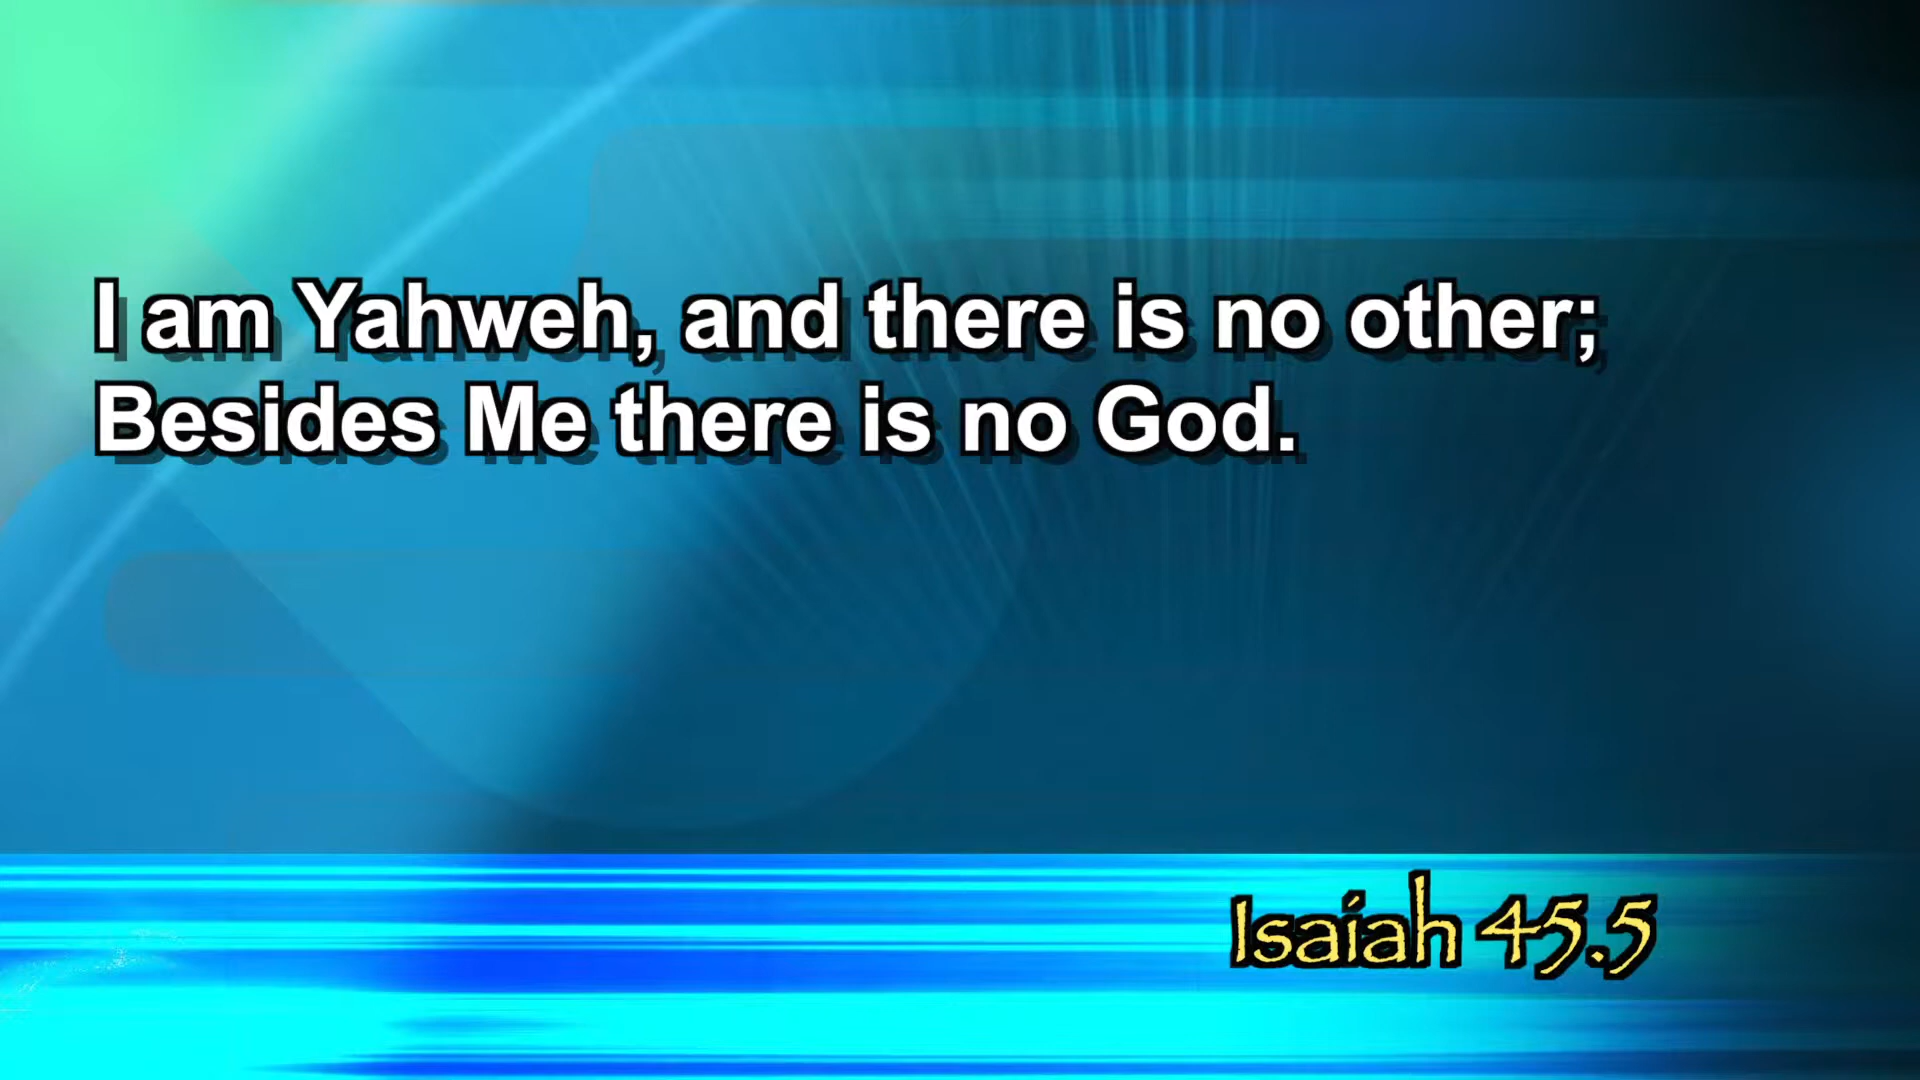 I am Yahweh, and there is no other;
Besides Me there is no God.
Isaiah 45.5